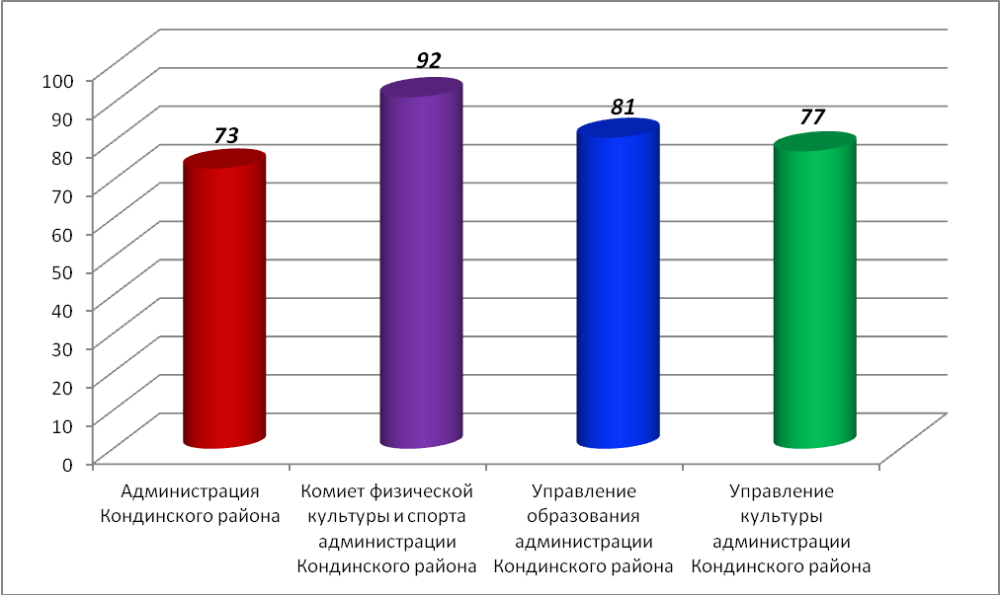 100
90
80
70
60
50
40
30
20
10
0
73
92
81
77
Администрация
Кондинского района
Комиет физической
культуры и спорта
администрации
Кондинского района
Управление
образования
администрации
Кондинского района
Управление
культуры
администрации
Кондинского района